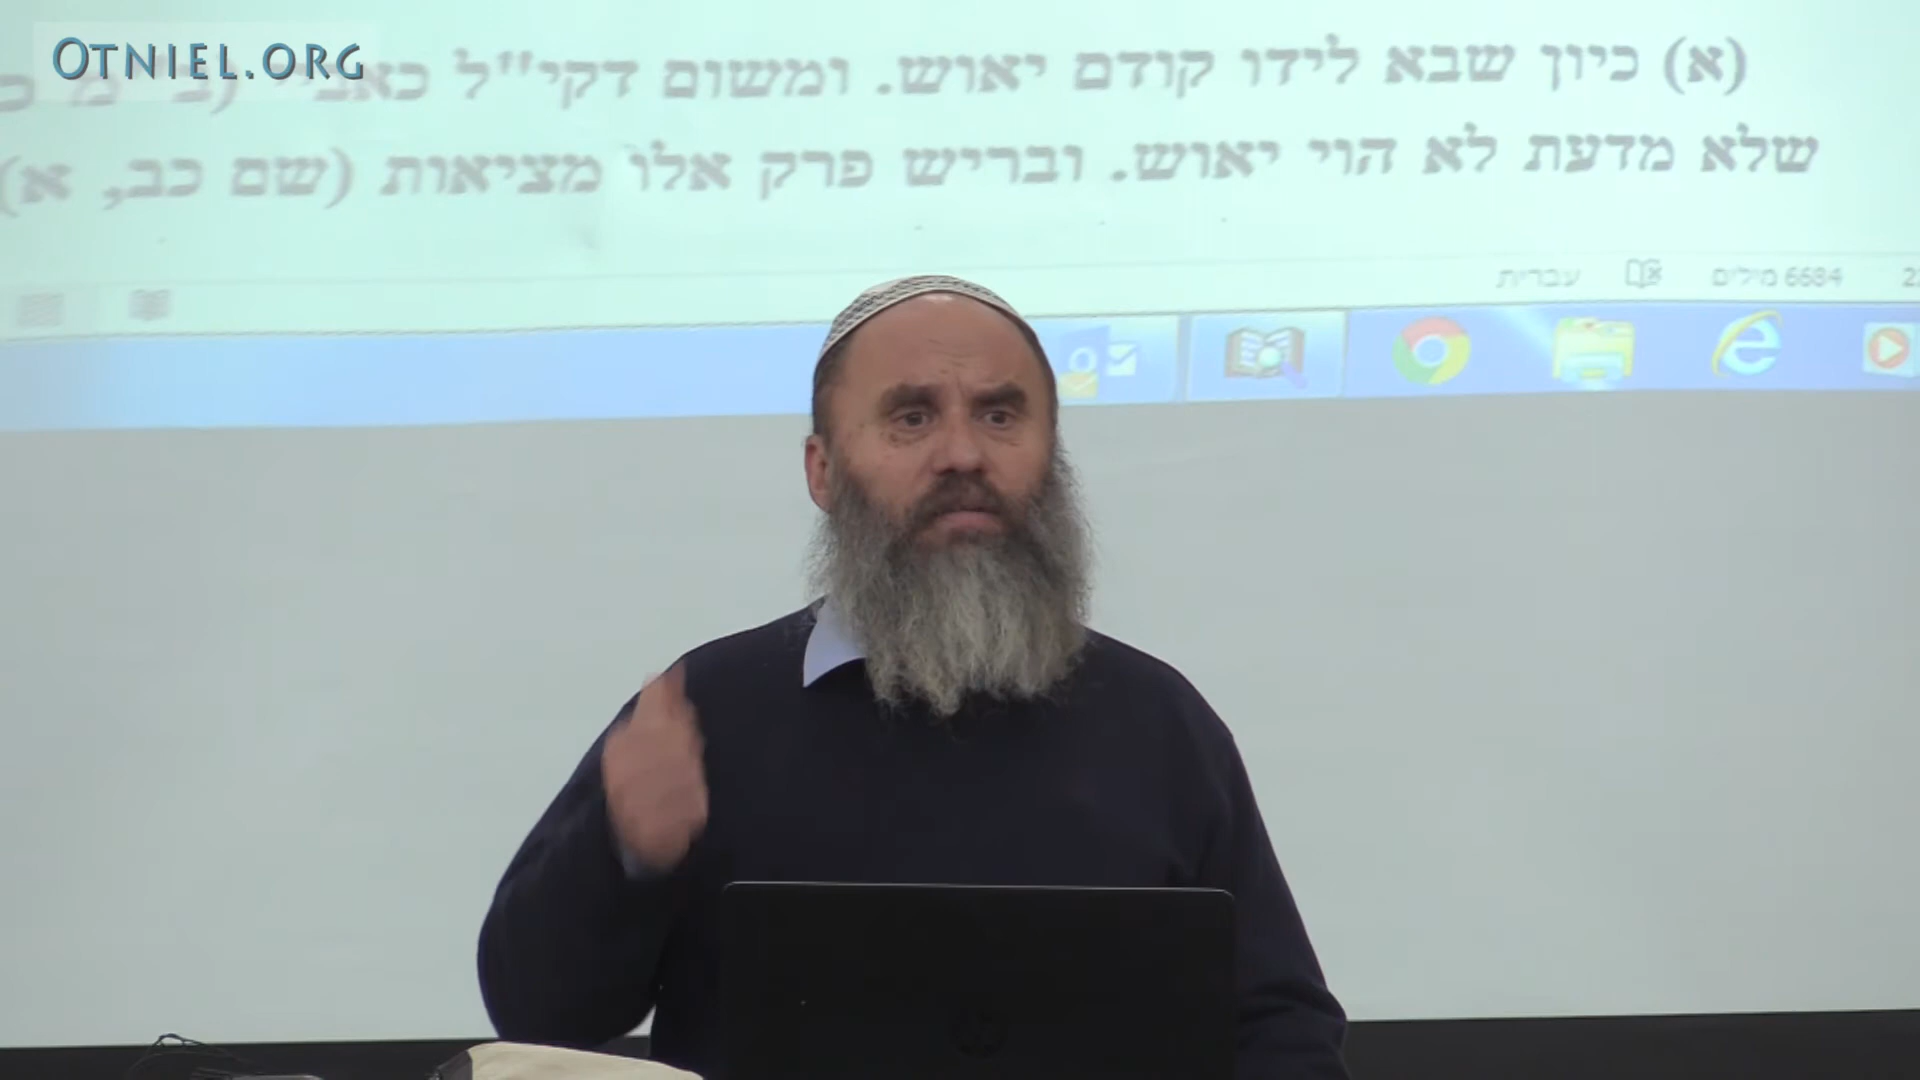 OTNIEL.ORG
(א) כיון שבא לידו קודם יאוש. ומשום דקי"ל כאביי
שלא מדעת לא הוי יאוש. ובריש פרק אלו מציאות (שם כב, א)
6684 מילים
עברית